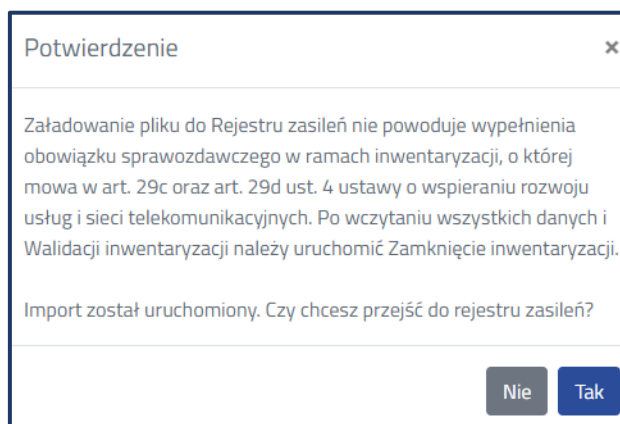 Potwierdzenie ×
Załadowanie pliku do Rejestru zasileń nie powoduje wypełnienia
obowiązku sprawozdawczego w ramach inwentaryzacji, o której
mowa w art. 29c oraz art. 29d ust. 4 ustawy o wspieraniu rozwoju
usług i sieci telekomunikacyjnych. Po wczytaniu wszystkich danych i
Walidacji inwentaryzacji należy uruchomić Zamknięcie inwentaryzacji.
Import został uruchomiony. Czy chcesz przejść do rejestru zasileń?
Nie Tak